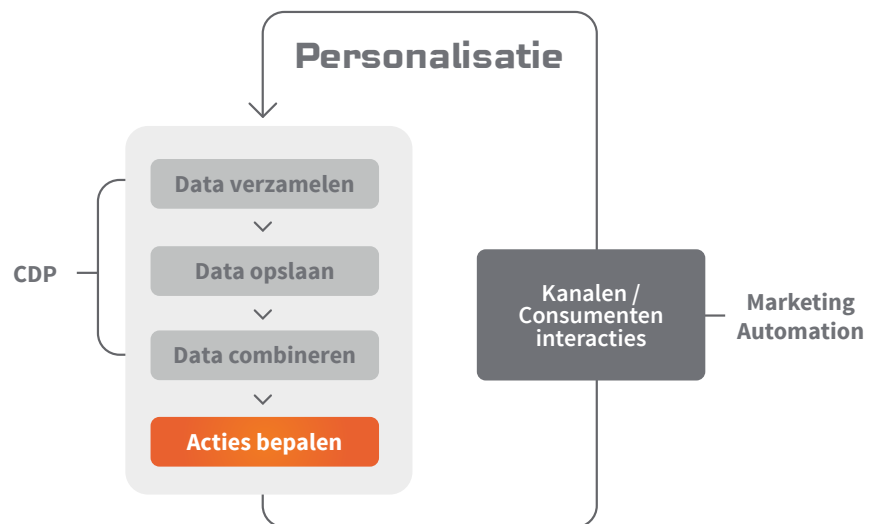 Personalisatie
Data verzamelen
Data opslaan
Data combineren
Acties bepalen
CDP
Kanalen /
Consumenten
interacties
Marketing
Automation